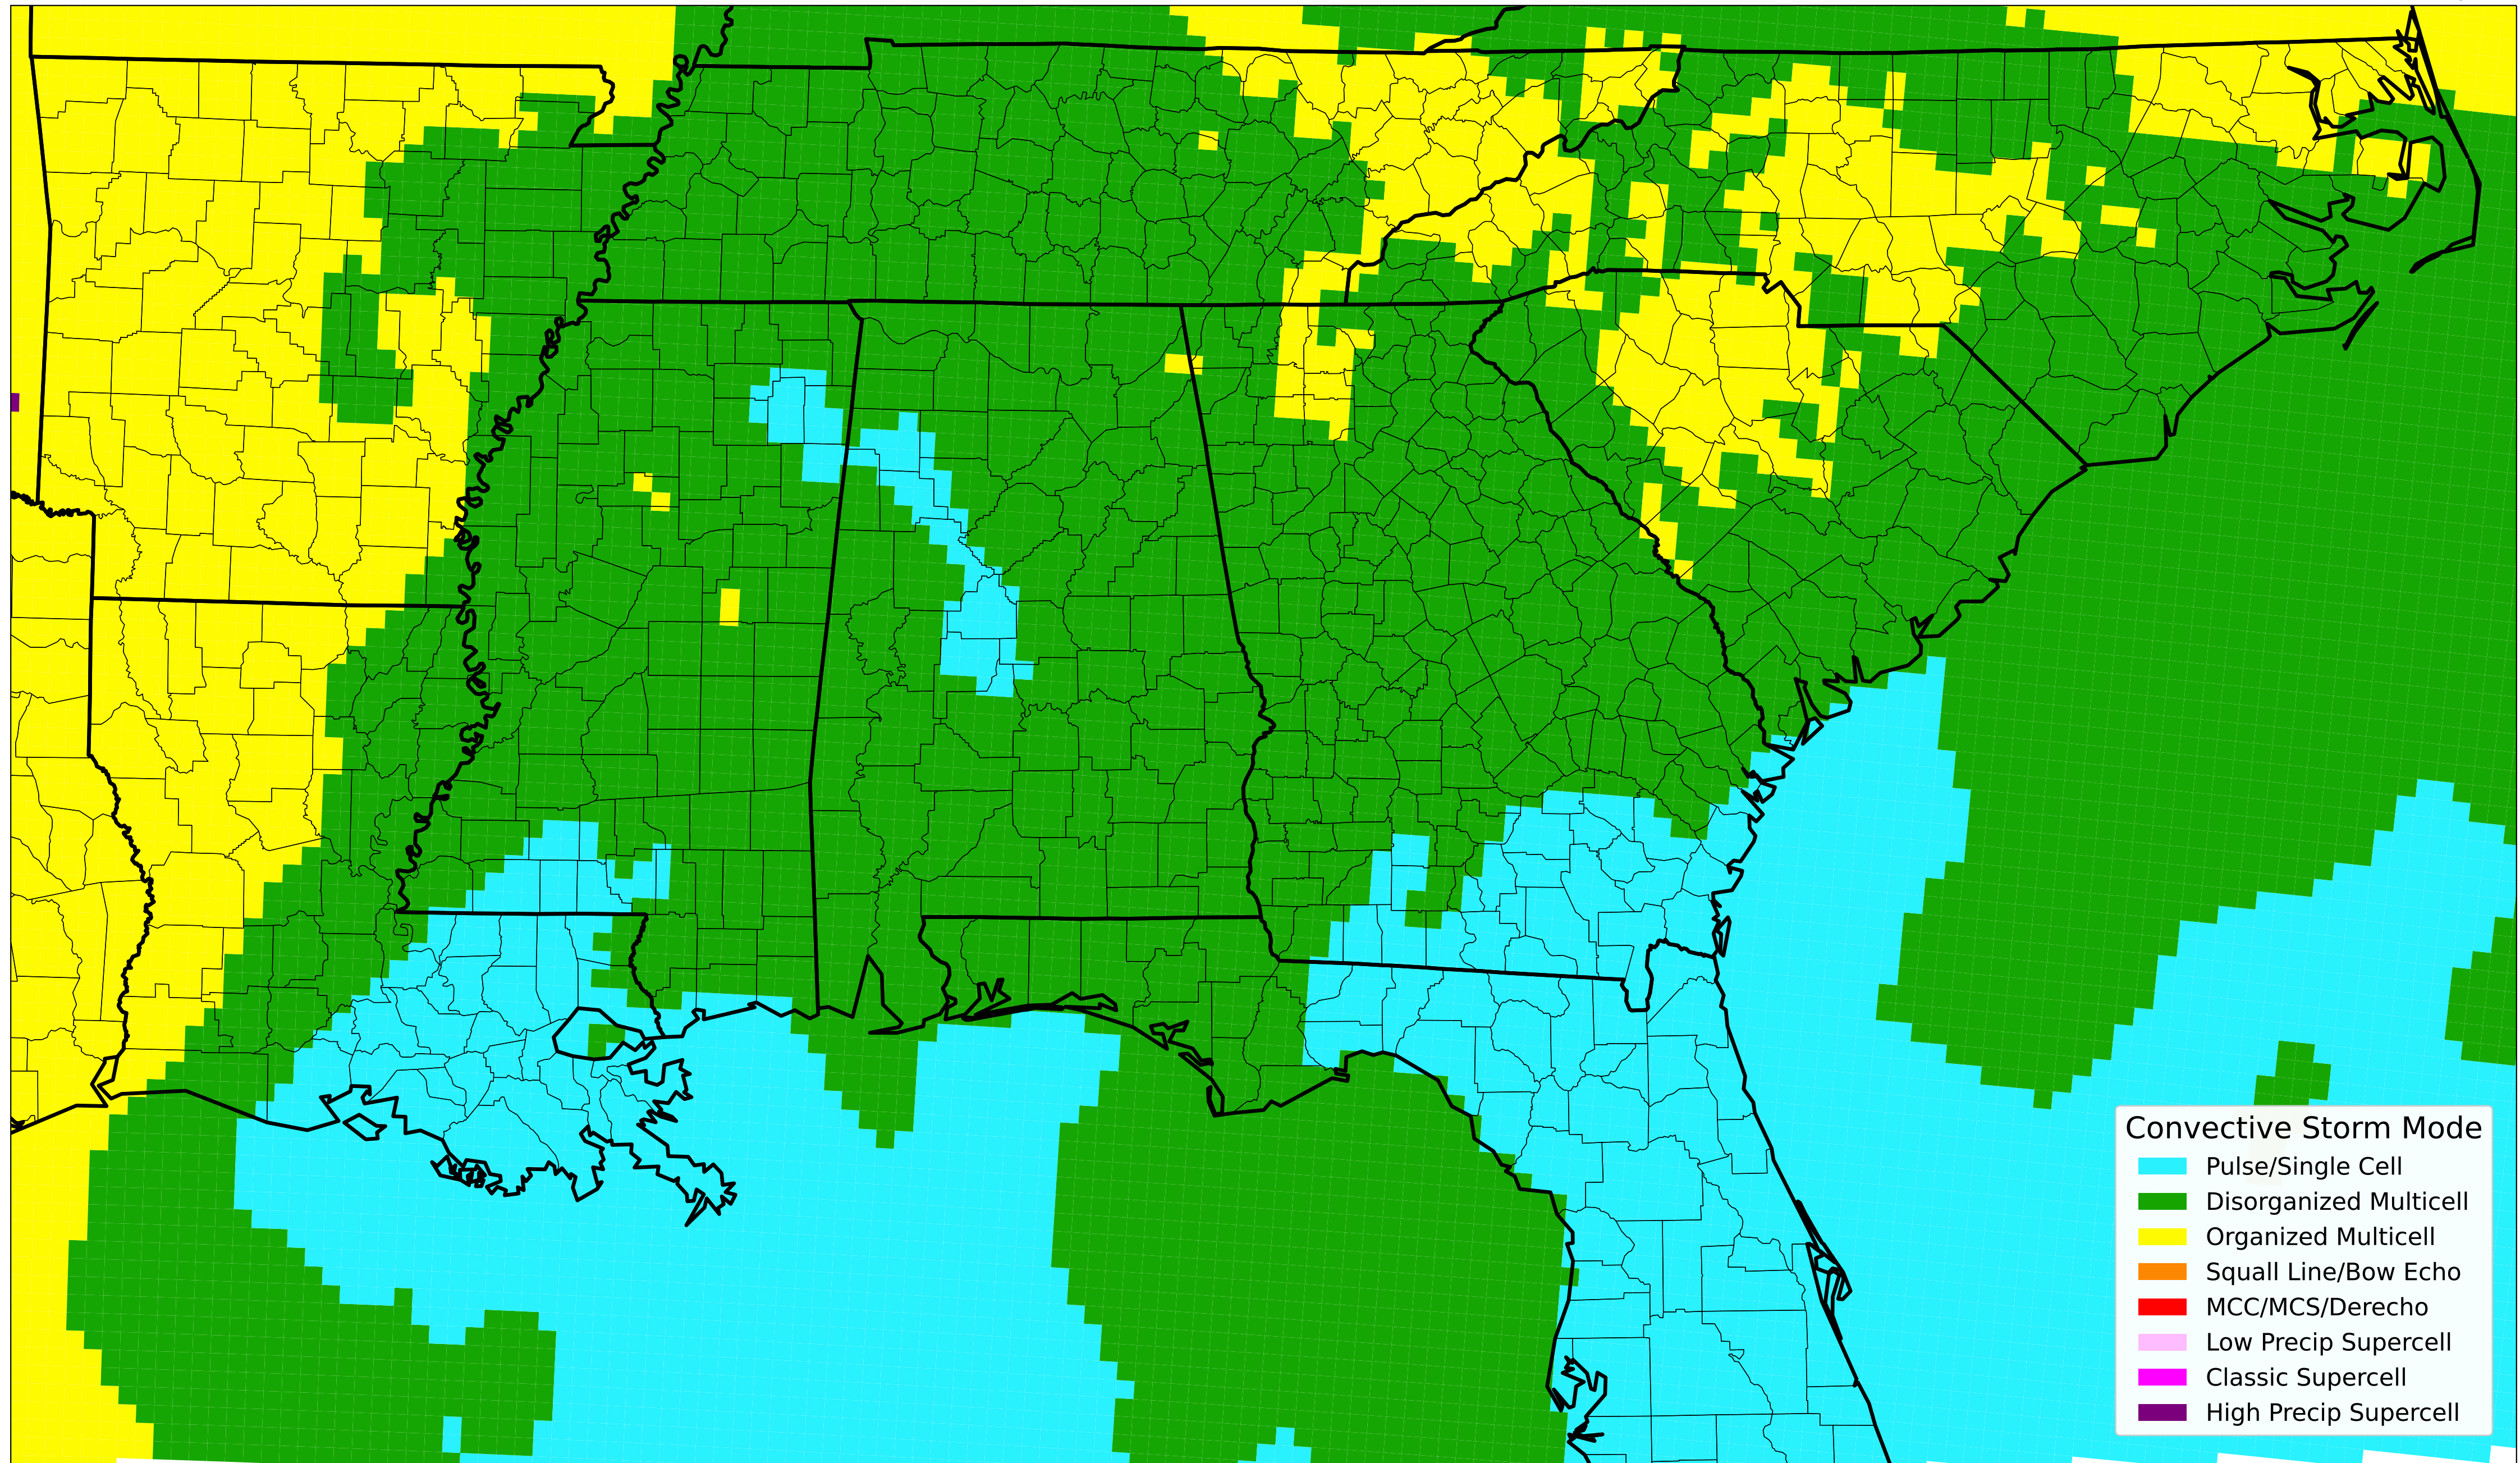 Convective Storm Mode
Pulse/Single Cell
Disorganized Multicell
Organized Multicell
Squall Line/Bow Echo
MCC/MCS/Derecho
Low Precip Supercell
Classic Supercell
High Precip Supercell